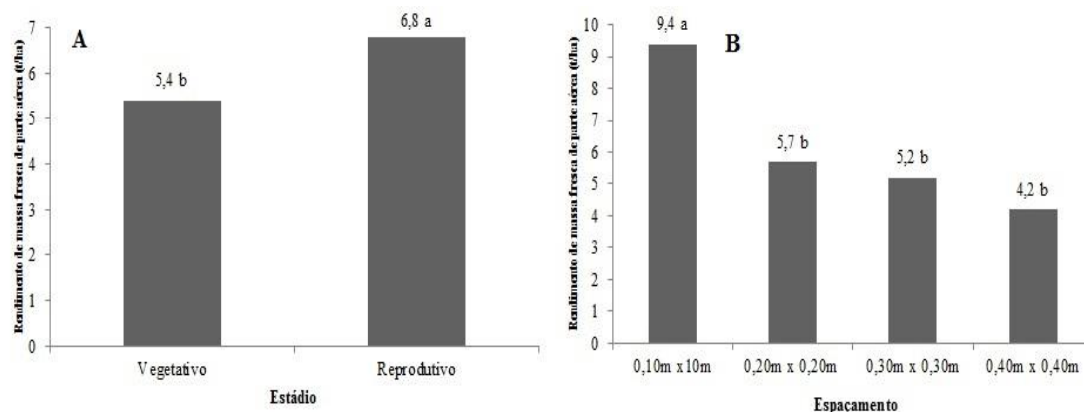 A
Rendimento de massa fresca de parte aérea (t/ha)
7
6
5
4
3
2
1
0
5,4 b
6,8 a
Vegetativo
Reprodutivo
Estádio
B
Rendimento de massa fresca de parte aérea (t/ha)
10
9
8
7
6
5
4
3
2
1
0
9,4 a
5,7 b
5,2 b
4,2 b
0,10m x10m
0,20m x 0,20m
0,30m x 0,30m
0,40m x 0,40m
Espaçamento